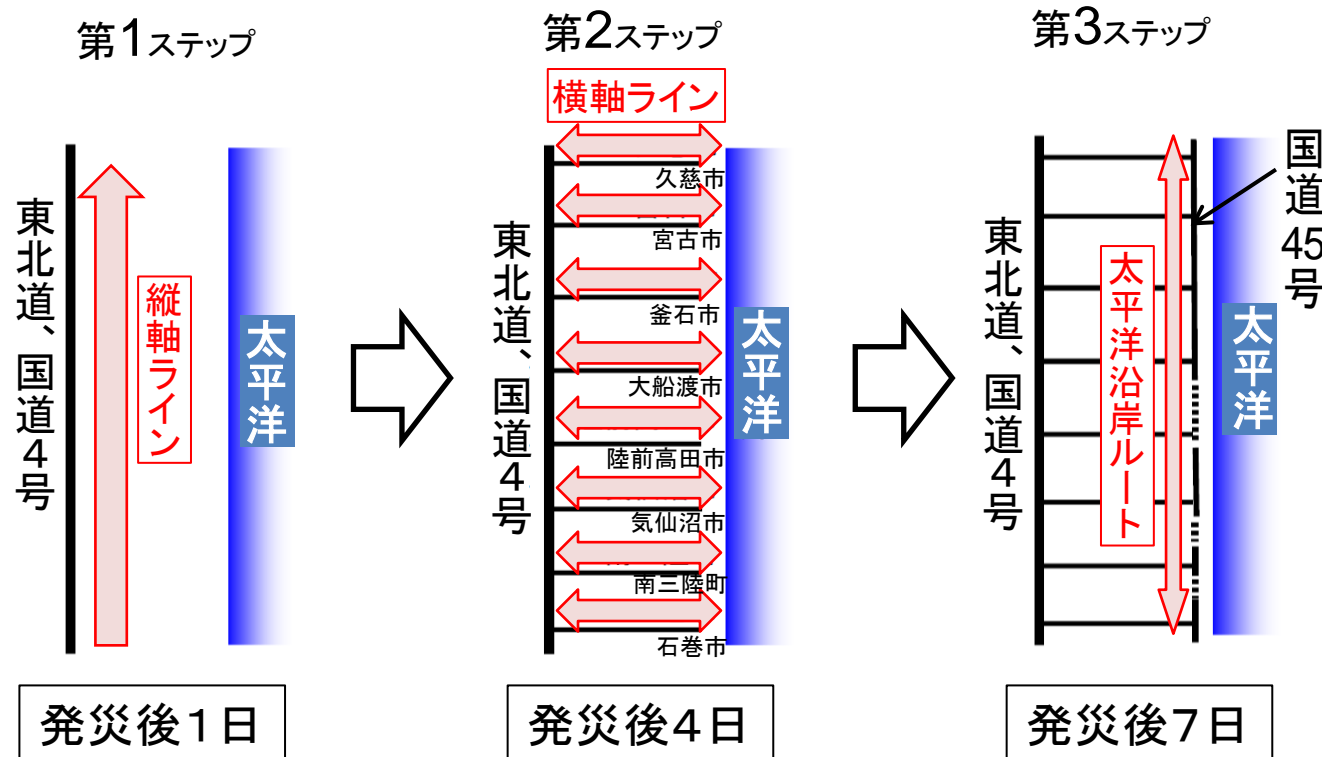 第1ステップ
東北道、国道4号
縦軸ライン
太平洋
発災後1日
第2ステップ
横軸ライン
東北道、国道4号
久慈市
宮古市
釜石市
大船渡市
陸前高田市
気仙沼市
南三陸町
石巻市
太平洋
発災後4日
第3ステップ
東北道、国道4号
太平洋沿岸ルート
国道45号
太平洋
発災後7日